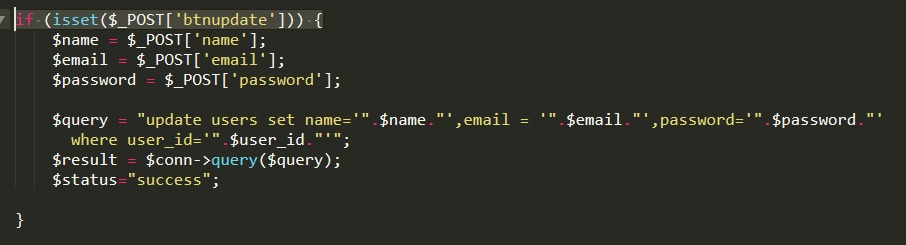 if (isset($_POST['btnupdate'])) {
$name = $_POST['name'];
$email = $_POST['email'];
$password = $_POST['password'];
$query = "update users set name='".$name."',email = '".$email."',password='".$password."'
where user_id='".$user_id."'";
$result = $conn->query($query);
$status="success";
}